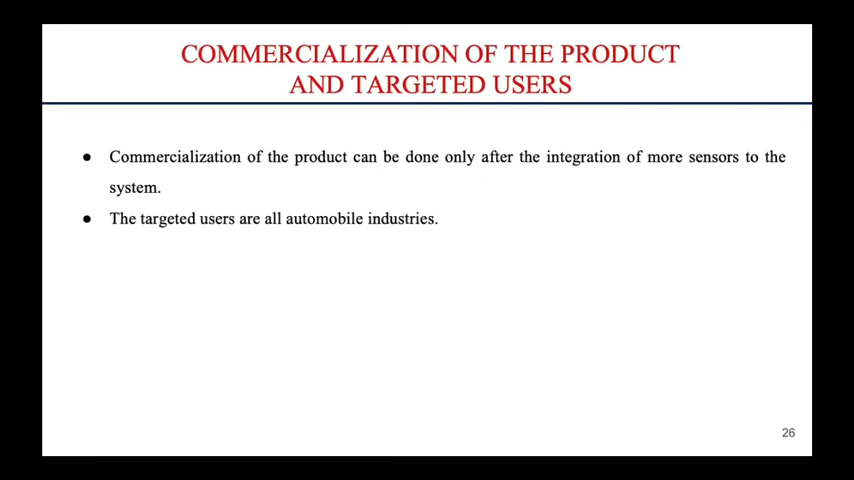 COMMERCIALIZATION OF THE PRODUCT
AND TARGETED USERS
● Commercialization of the product can be done only after the integration of more sensors to the
system.
● The targeted users are all automobile industries.
26